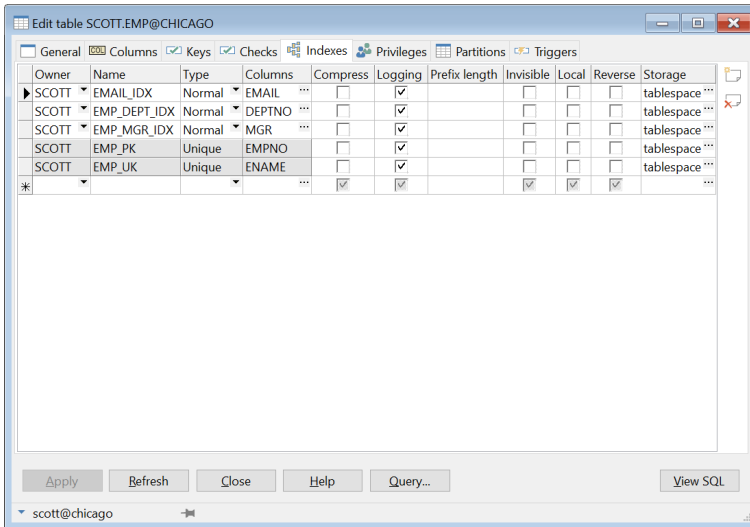 Edit table SCOTT.EMP@CHICAGO
General Columns Keys Checks Indexes Privileges Partitions Triggers
Owner Name Type Columns Compress Logging Prefix length Invisible Local Reverse Storage
SCOTT EMAIL_IDX Normal EMAIL ... tablespace ...
SCOTT EMP_DEPT_IDX Normal DEPTNO ... tablespace ...
SCOTT EMP_MGR_IDX Normal MGR ... tablespace ...
SCOTT EMP_PK Unique EMPNO tablespace ...
SCOTT EMP_UK Unique ENAME tablespace ...
* ... ...
Apply Refresh Close Help Query... View SQL
scott@chicago